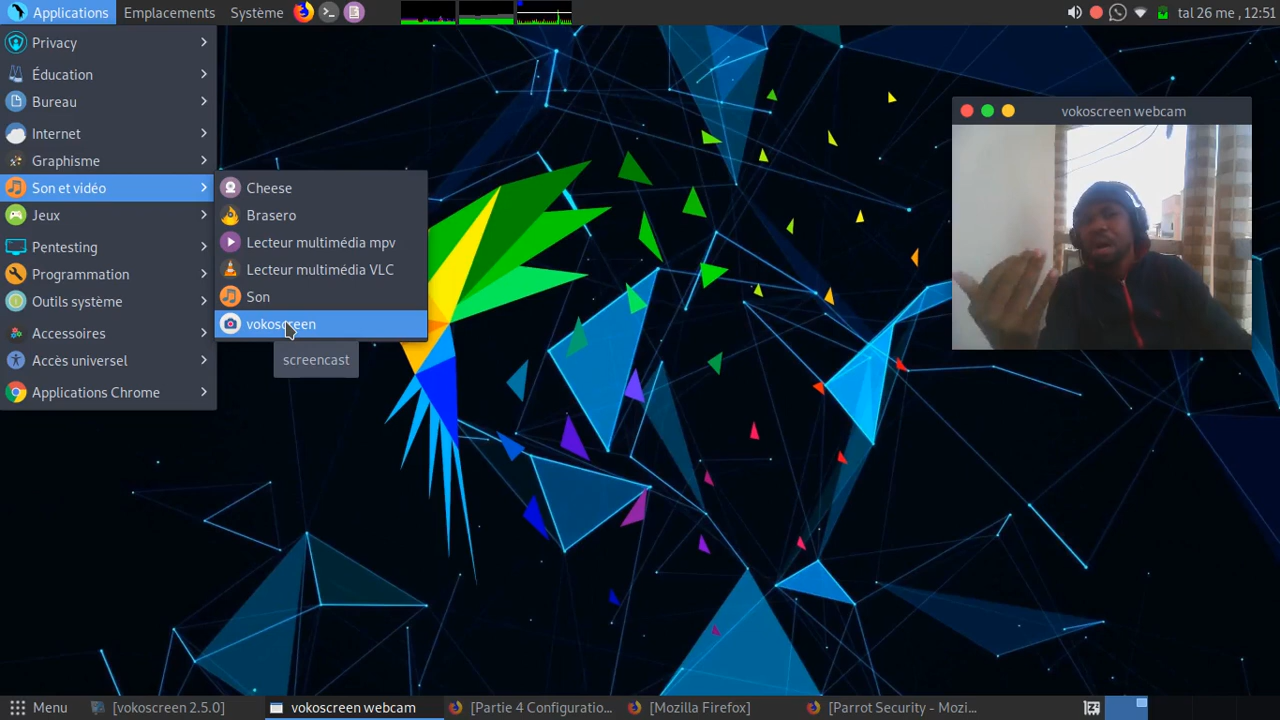 Applications Emplacements Système
tal 26 me , 12:51
Privacy
Éducation
Bureau
Internet
Graphisme
Son et vidéo
Jeux
Pentesting
Programmation
Outils système
Accessoires
Accès universel
Applications Chrome
Cheese
Brasero
Lecteur multimédia mpv
Lecteur multimédia VLC
Son
vokoscreen
screencast
vokoscreen webcam
Menu
[vokoscreen 2.5.0]
vokoscreen webcam
[Partie 4 Configuratio...
[Mozilla Firefox]
[Parrot Security - Mozi...